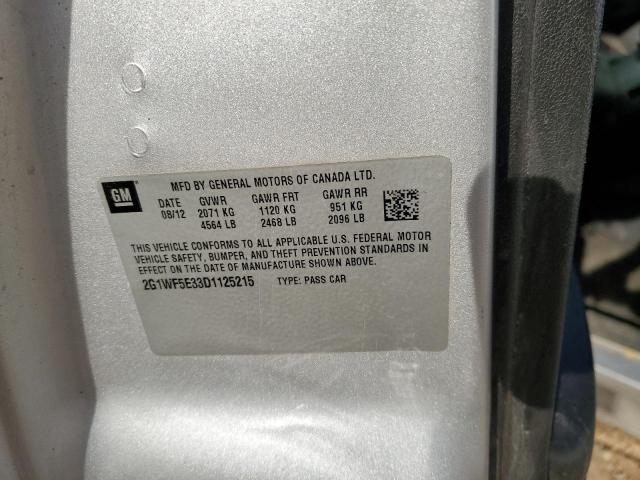 GM
MFD BY GENERAL MOTORS OF CANADA LTD.
DATE GVWR GAWR FRT GAWR RR
08/12 2071 KG 1120 KG 951 KG
4564 LB 2468 LB 2096 LB
THIS VEHICLE CONFORMS TO ALL APPLICABLE U.S. FEDERAL MOTOR
VEHICLE SAFETY, BUMPER, AND THEFT PREVENTION STANDARDS IN
EFFECT ON THE DATE OF MANUFACTURE SHOWN ABOVE.
2G1WF5E33D1125215 TYPE: PASS CAR